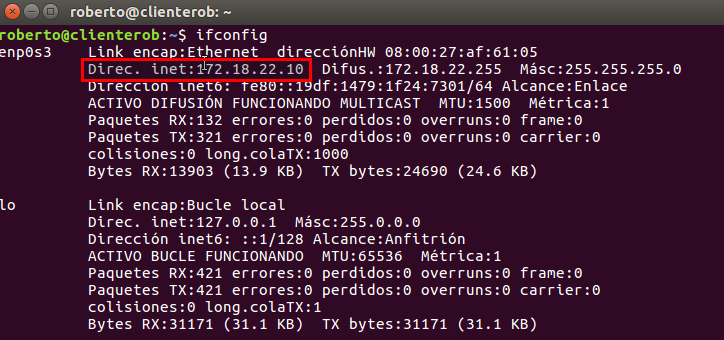 roberto@clienterob: ~
roberto@clienterob:~$ ifconfig
enp0s3 Link encap:Ethernet direcciónHW 08:00:27:af:61:05
Direc. inet:172.18.22.10 Difus.:172.18.22.255 Másc:255.255.255.0
Dirección inet6: fe80::19df:1479:1f24:7301/64 Alcance:Enlace
ACTIVO DIFUSIÓN FUNCIONANDO MULTICAST MTU:1500 Métrica:1
Paquetes RX:132 errores:0 perdidos:0 overruns:0 frame:0
Paquetes TX:321 errores:0 perdidos:0 overruns:0 carrier:0
colisiones:0 long.colaTX:1000
Bytes RX:13903 (13.9 KB) TX bytes:24690 (24.6 KB)
lo Link encap:Bucle local
Direc. inet:127.0.0.1 Másc:255.0.0.0
Dirección inet6: ::1/128 Alcance:Anfitrión
ACTIVO BUCLE FUNCIONANDO MTU:65536 Métrica:1
Paquetes RX:421 errores:0 perdidos:0 overruns:0 frame:0
Paquetes TX:421 errores:0 perdidos:0 overruns:0 carrier:0
colisiones:0 long.colaTX:1
Bytes RX:31171 (31.1 KB) TX bytes:31171 (31.1 KB)